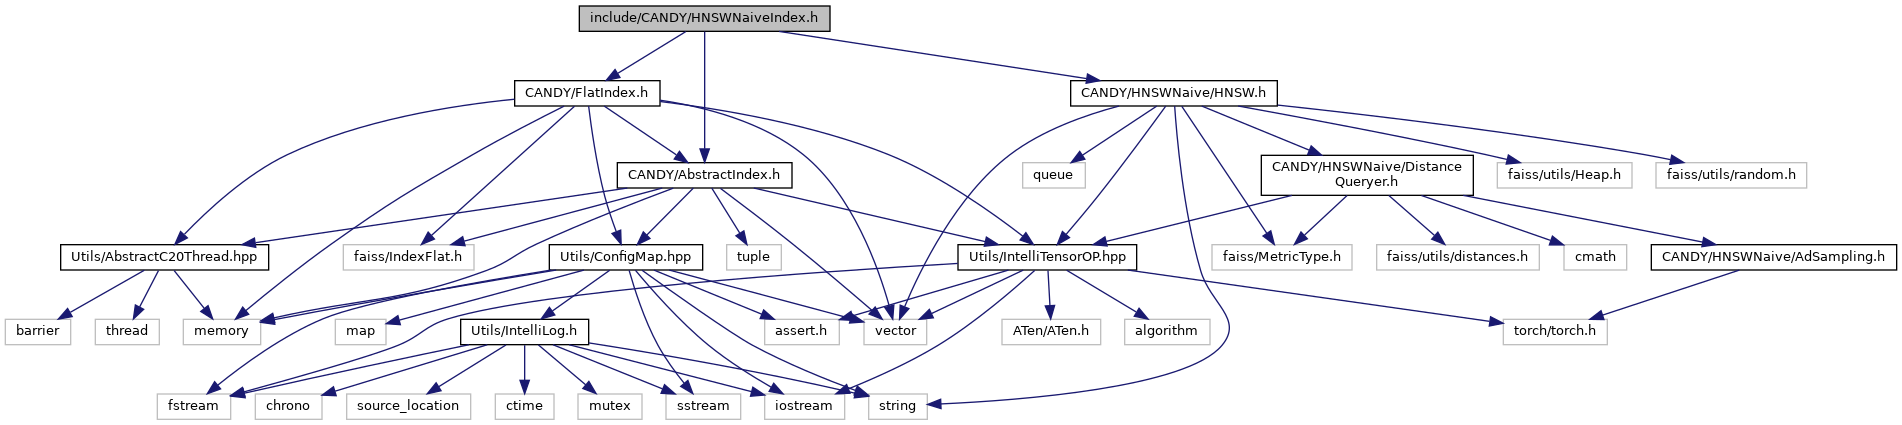 include/CANDY/HNSWNaiveIndex.h
CANDY/FlatIndex.h
CANDY/HNSWNaive/HNSW.h
CANDY/AbstractIndex.h
queue
CANDY/HNSWNaive/Distance
Queryer.h
faiss/utils/Heap.h
faiss/utils/random.h
Utils/AbstractC20Thread.hpp
faiss/IndexFlat.h
Utils/ConfigMap.hpp
tuple
Utils/IntelliTensorOP.hpp
faiss/MetricType.h
faiss/utils/distances.h
cmath
CANDY/HNSWNaive/AdSampling.h
barrier
thread
memory
map
Utils/IntelliLog.h
assert.h
vector
ATen/ATen.h
algorithm
torch/torch.h
fstream
chrono
source_location
ctime
mutex
sstream
iostream
string